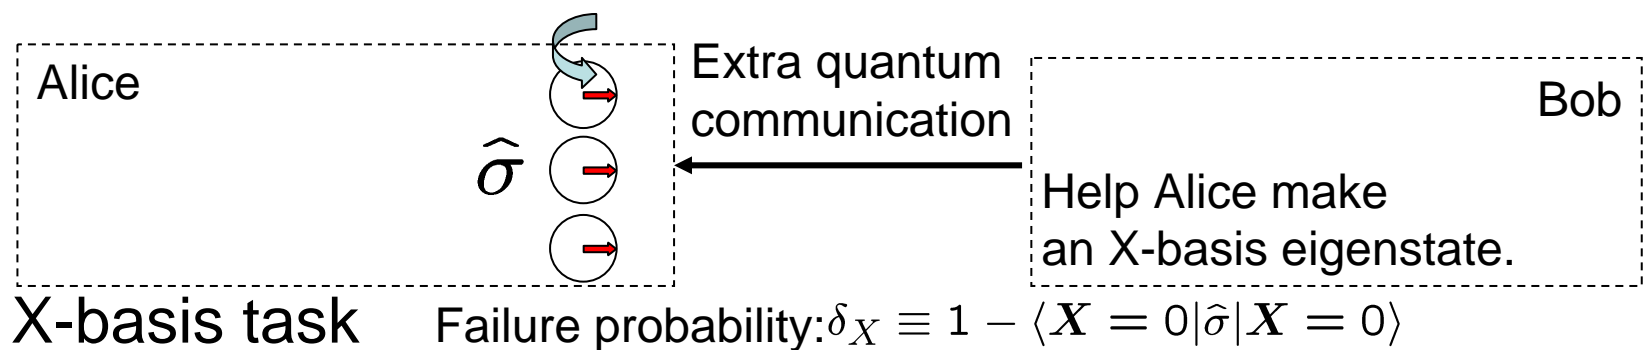 Alice
σ̂
Extra quantum
communication
Bob
Help Alice make
an X-basis eigenstate.
X-basis task
Failure probability: δ_X ≡ 1 − ⟨X = 0|σ̂|X = 0⟩